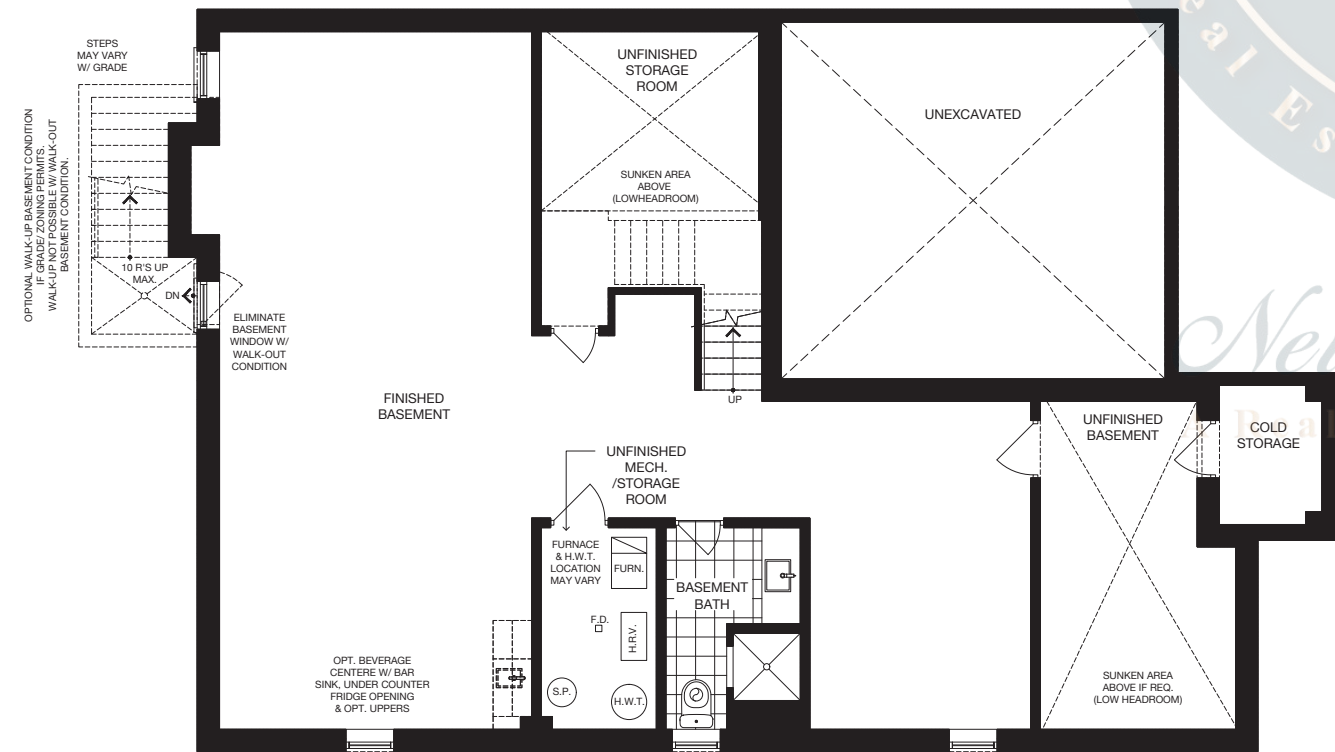 STEPS
MAY VARY
W/ GRADE
OPTIONAL WALK-UP BASEMENT CONDITION
IF GRADE/ ZONING PERMITS.
WALK-UP NOT POSSIBLE W/ WALK-OUT
BASEMENT CONDITION.
10 R'S UP
MAX.
DN
ELIMINATE
BASEMENT
WINDOW W/
WALK-OUT
CONDITION
FINISHED
BASEMENT
UNFINISHED
STORAGE
ROOM
SUNKEN AREA
ABOVE
(LOWHEADROOM)
UP
UNEXCAVATED
UNFINISHED
BASEMENT
COLD
STORAGE
SUNKEN AREA
ABOVE IF REQ.
(LOW HEADROOM)
UNFINISHED
MECH.
/STORAGE
ROOM
FURNACE
& H.W.T.
LOCATION
MAY VARY
FURN.
F.D.
H.R.V.
S.P.
H.W.T.
BASEMENT
BATH
OPT. BEVERAGE
CENTERE W/ BAR
SINK, UNDER COUNTER
FRIDGE OPENING
& OPT. UPPERS